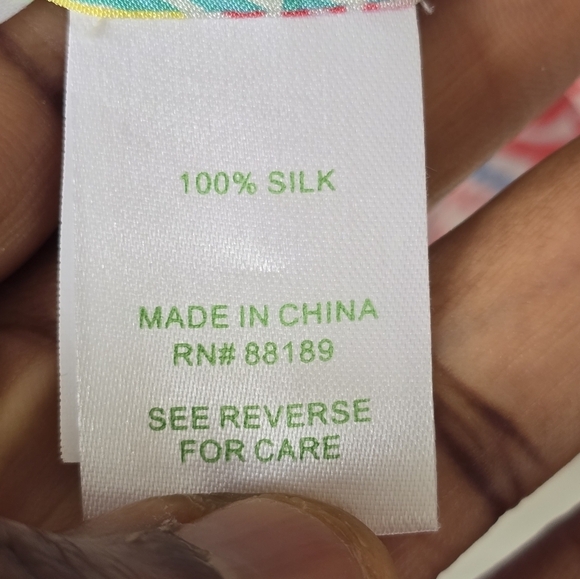 100% SILK
MADE IN CHINA
RN# 88189
SEE REVERSE
FOR CARE